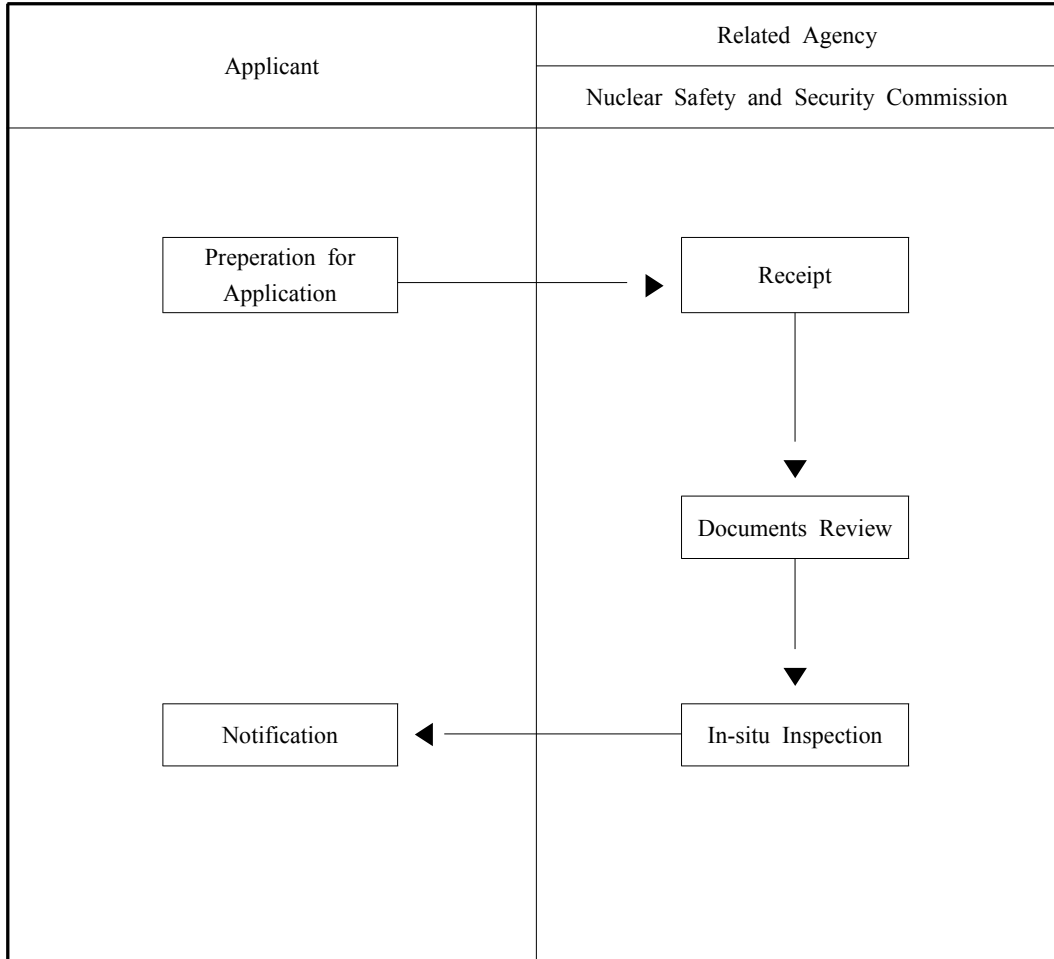 Applicant
Related Agency
Nuclear Safety and Security Commission
Preperation for
Application
Receipt
Documents Review
Notification
In-situ Inspection